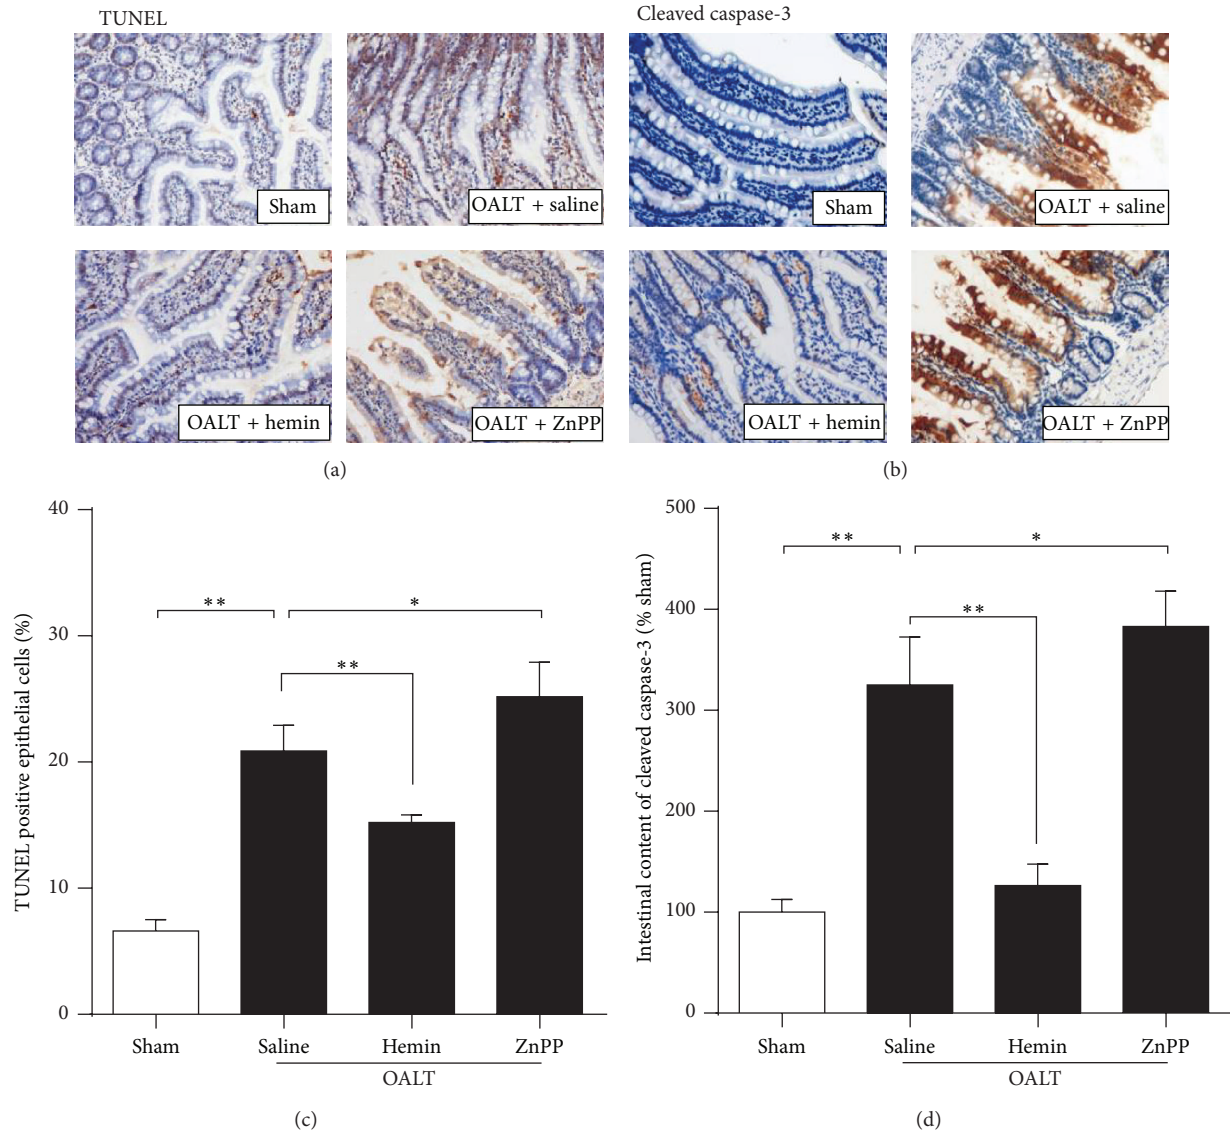 TUNEL
Cleaved caspase-3
Sham
OALT + saline
Sham
OALT + saline
OALT + hemin
OALT + ZnPP
OALT + hemin
OALT + ZnPP
(a)
(b)
TUNEL positive epithelial cells (%)
40
30
20
10
0
**
*
**
Sham
Saline
Hemin
ZnPP
OALT
(c)
Intestinal content of cleaved caspase-3 (% sham)
500
400
300
200
100
0
**
*
**
Sham
Saline
Hemin
ZnPP
OALT
(d)